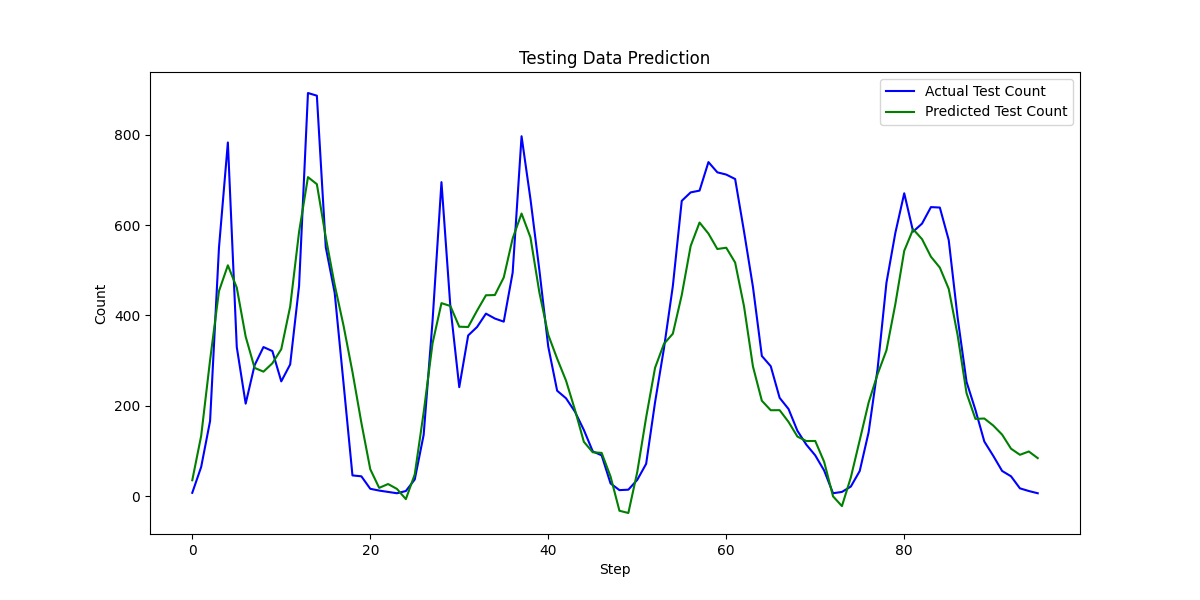 Testing Data Prediction
Actual Test Count
Predicted Test Count
Count
800
600
400
200
0
0 20 40 60 80
Step